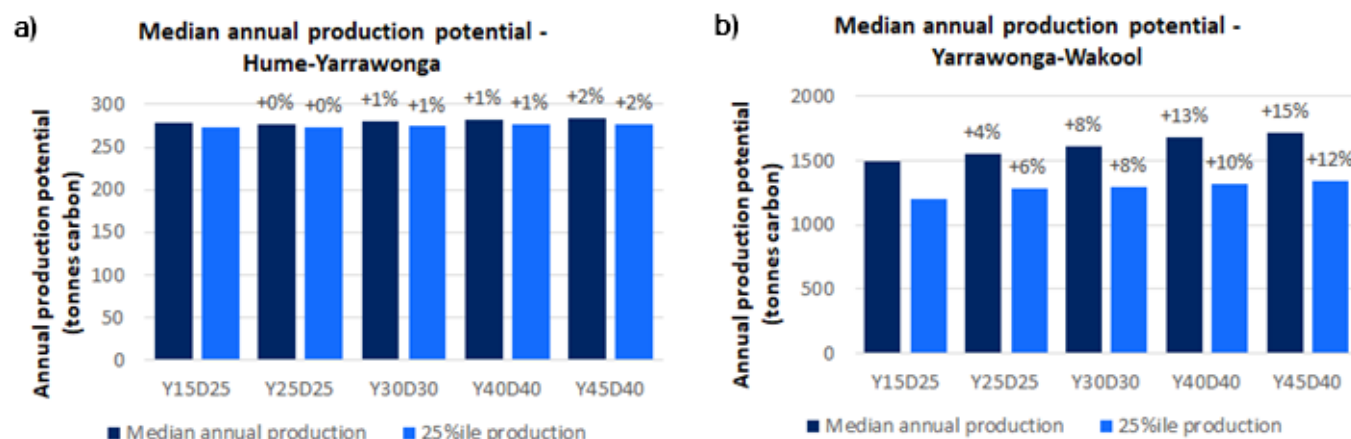 a)
Median annual production potential -
Hume-Yarrawonga
Annual production potential
(tonnes carbon)
300
250
200
150
100
50
0
+0% +0% +1% +1% +1% +1% +2% +2%
Y15D25 Y25D25 Y30D30 Y40D40 Y45D40
Median annual production 25%ile production
b)
Median annual production potential -
Yarrawonga-Wakool
Annual production potential
(tonnes carbon)
2000
1500
1000
500
0
+4% +6% +8% +8% +13% +10% +15% +12%
Y15D25 Y25D25 Y30D30 Y40D40 Y45D40
Median annual production 25%ile production